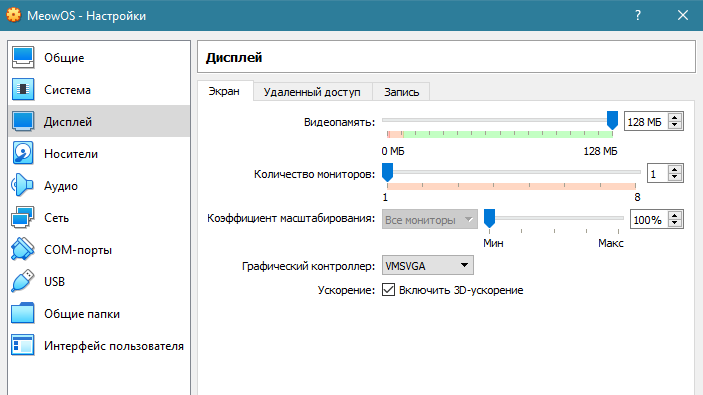 MeowOS - Настройки
?
Общие
Система
Дисплей
Носители
Аудио
Сеть
COM-порты
USB
Общие папки
Интерфейс пользователя
Дисплей
Экран Удаленный доступ Запись
Видеопамять: 128 МБ
0 МБ 128 МБ
Количество мониторов: 1
1 8
Коэффициент масштабирования: Все мониторы 100%
Мин Макс
Графический контроллер: VMSVGA
Ускорение: Включить 3D-ускорение